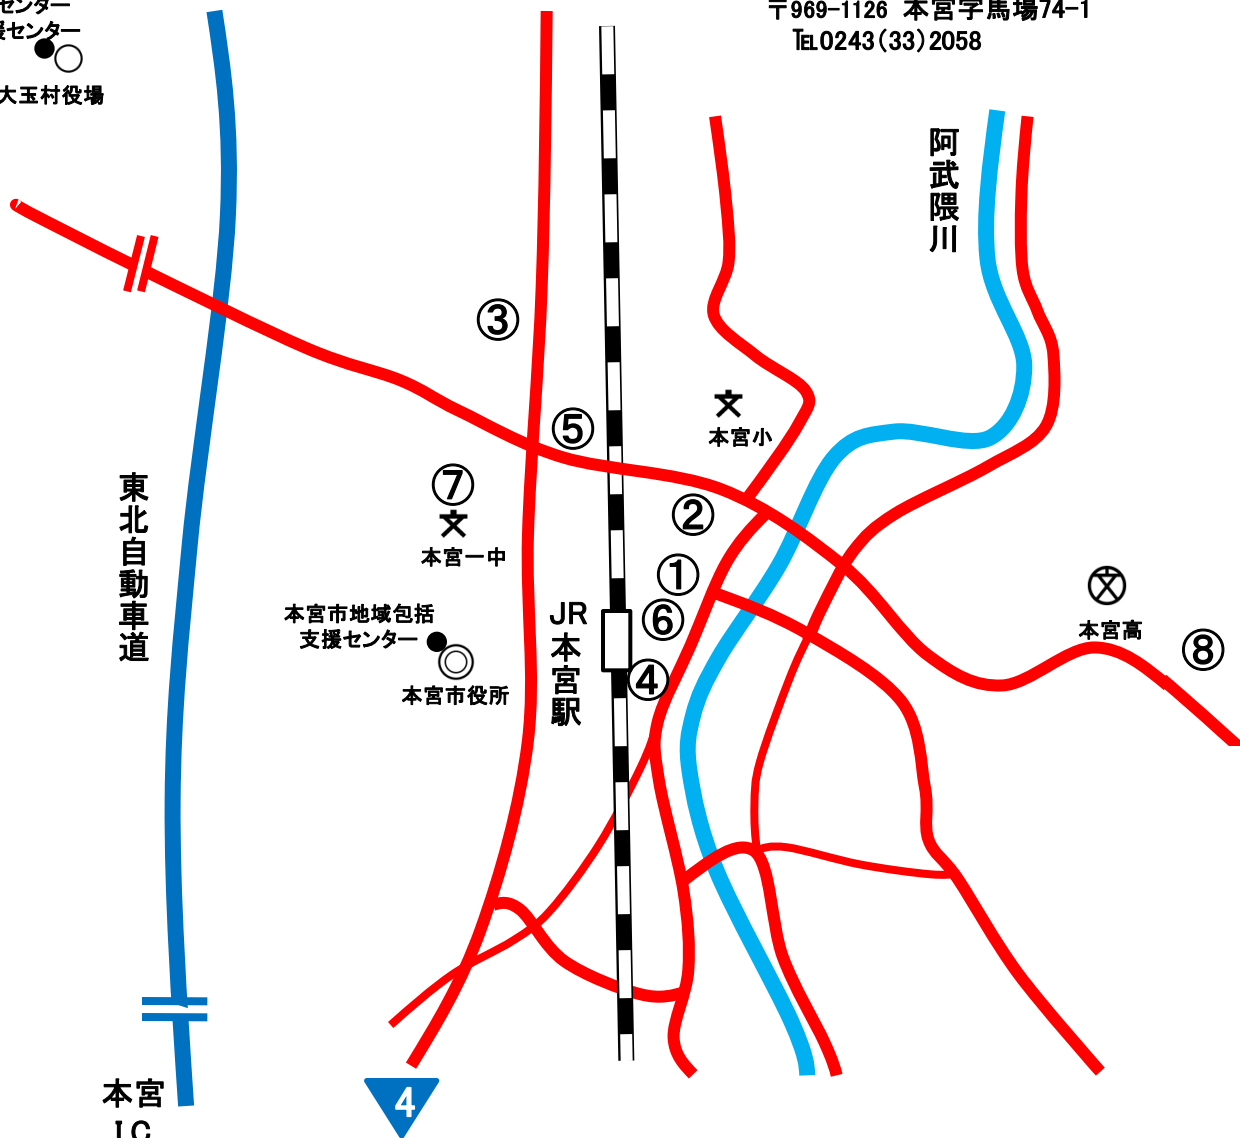 センター
援センター
大玉村役場
〒969-1126 本宮字馬場74-1
℡0243(33)2058
阿武隈川
③
⑤
本宮小
⑦
本宮一中
②
①
⑥
④
東北自動車道
本宮市地域包括
支援センター
本宮市役所
JR
本宮駅
本宮高
⑧
本宮
IC
4